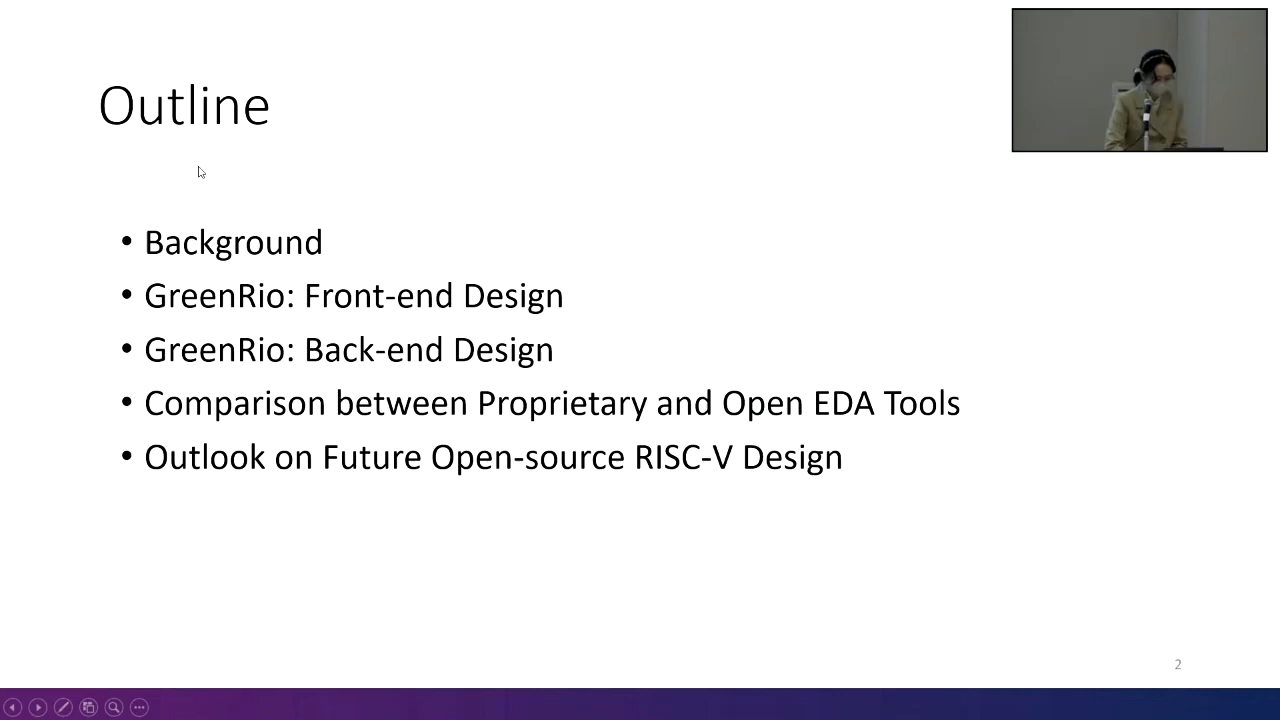 Outline
• Background
• GreenRio: Front-end Design
• GreenRio: Back-end Design
• Comparison between Proprietary and Open EDA Tools
• Outlook on Future Open-source RISC-V Design
2